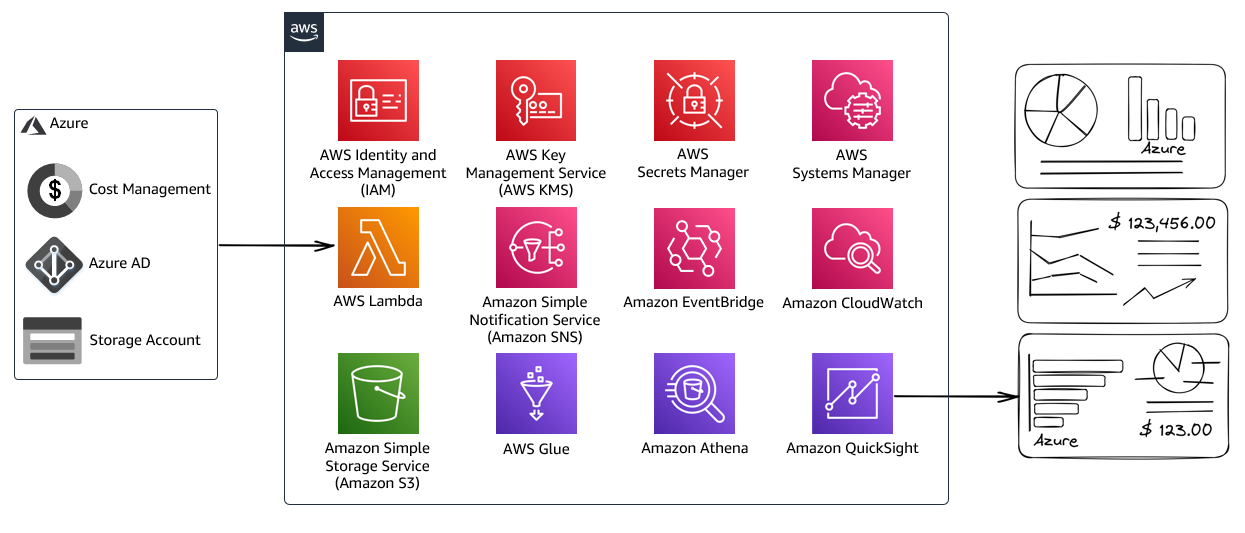 aws
Azure
Cost Management
Azure AD
Storage Account
AWS Identity and
Access Management
(IAM)
AWS Key
Management Service
(AWS KMS)
AWS
Secrets Manager
AWS
Systems Manager
AWS Lambda
Amazon Simple
Notification Service
(Amazon SNS)
Amazon EventBridge
Amazon CloudWatch
Amazon Simple
Storage Service
(Amazon S3)
AWS Glue
Amazon Athena
Amazon QuickSight
Azure
$ 123,456.00
Azure
$ 123.00